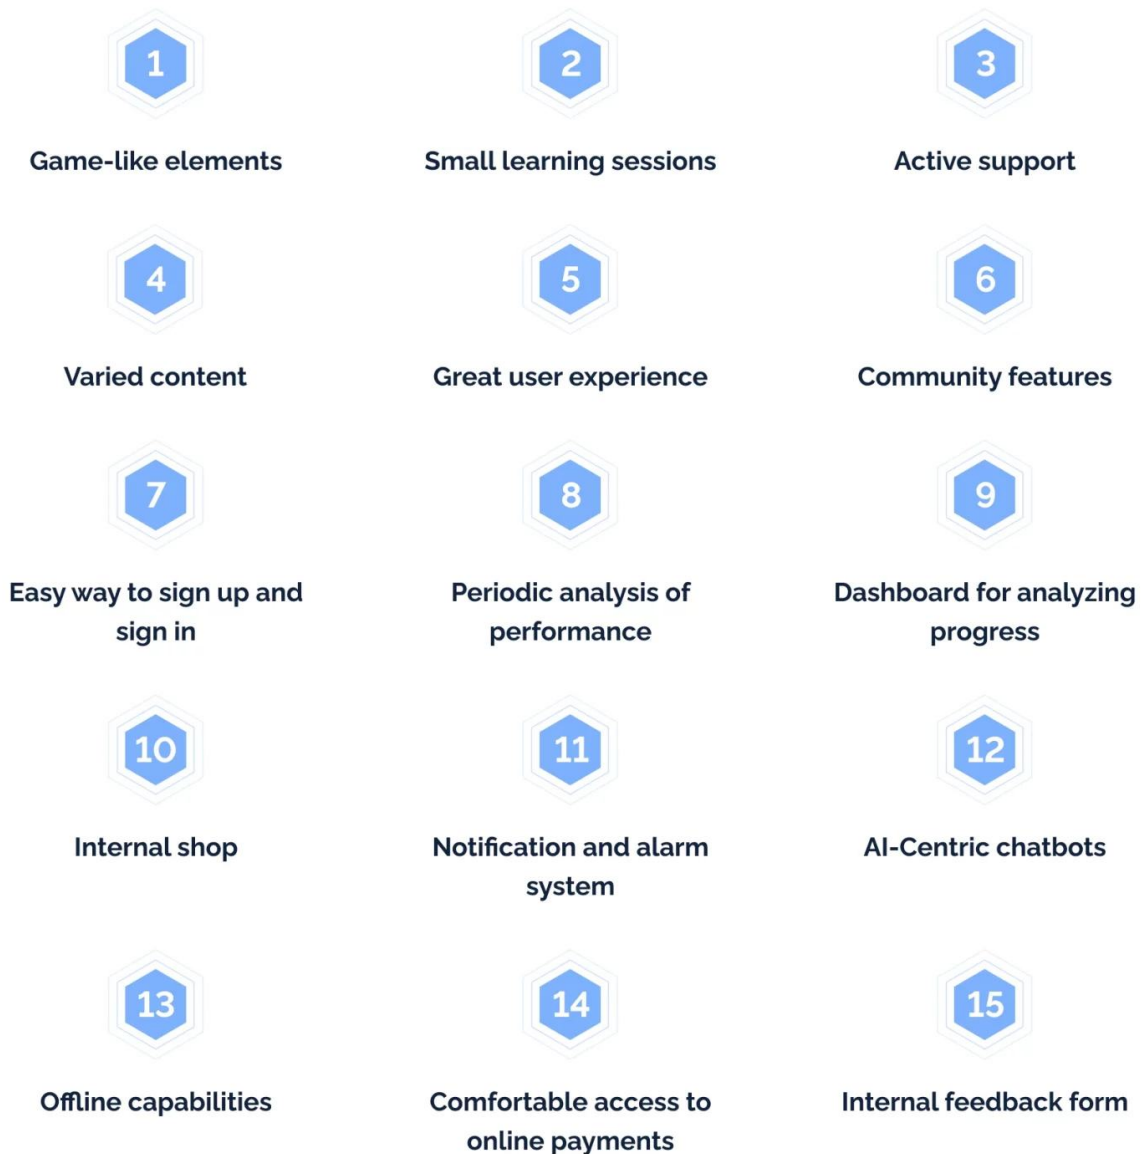 1
2
3
Game-like elements
Small learning sessions
Active support
4
5
6
Varied content
Great user experience
Community features
7
8
9
Easy way to sign up and
sign in
Periodic analysis of
performance
Dashboard for analyzing
progress
10
11
12
Internal shop
Notification and alarm
system
AI-Centric chatbots
13
14
15
Offline capabilities
Comfortable access to
online payments
Internal feedback form